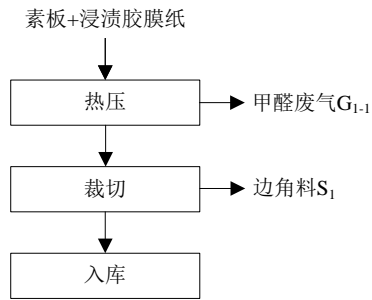 素板+浸渍胶膜纸
热压
甲醛废气G1-1
裁切
边角料S1
入库